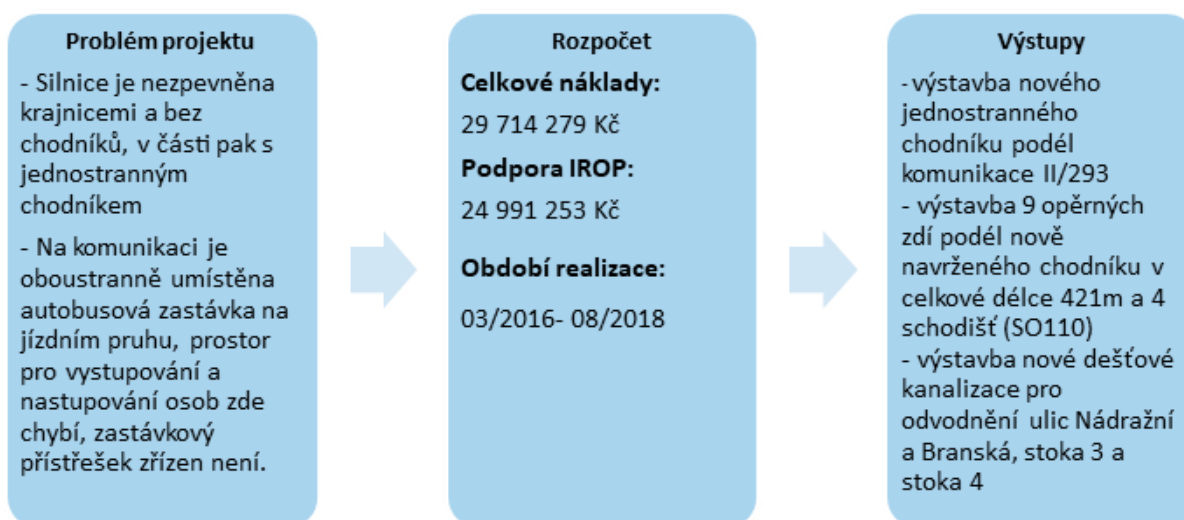 Problém projektu
- Silnice je nezpevněna
krajnicemi a bez
chodníků, v části pak s
jednostranným
chodníkem
- Na komunikaci je
oboustranně umístěna
autobusová zastávka na
jízdním pruhu, prostor
pro vystupování a
nastupování osob zde
chybí, zastávkový
přístřešek zřízen není.
Rozpočet
Celkové náklady:
29 714 279 Kč
Podpora IROP:
24 991 253 Kč
Období realizace:
03/2016- 08/2018
Výstupy
- výstavba nového
jednostranného
chodníku podél
komunikace II/293
- výstavba 9 opěrných
zdí podél nově
navrženého chodníku v
celkové délce 421m a 4
schodišť (SO110)
- výstavba nové dešťové
kanalizace pro
odvodnění ulic Nádražní
a Branská, stoka 3 a
stoka 4